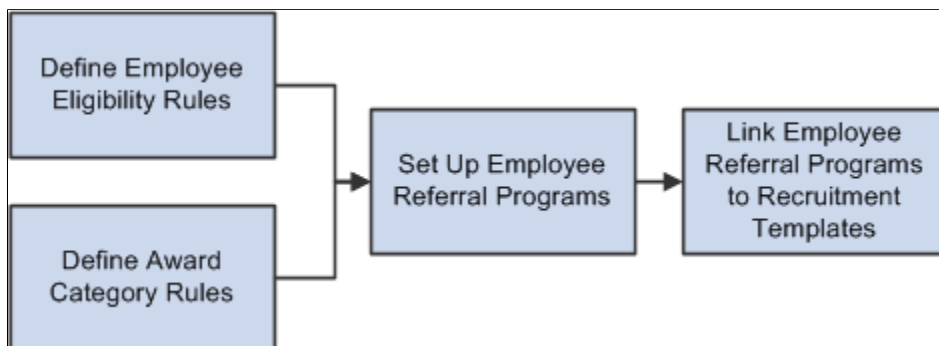 Define Employee
Eligibility Rules
Define Award
Category Rules
Set Up Employee
Referral Programs
Link Employee
Referral Programs
to Recruitment
Templates